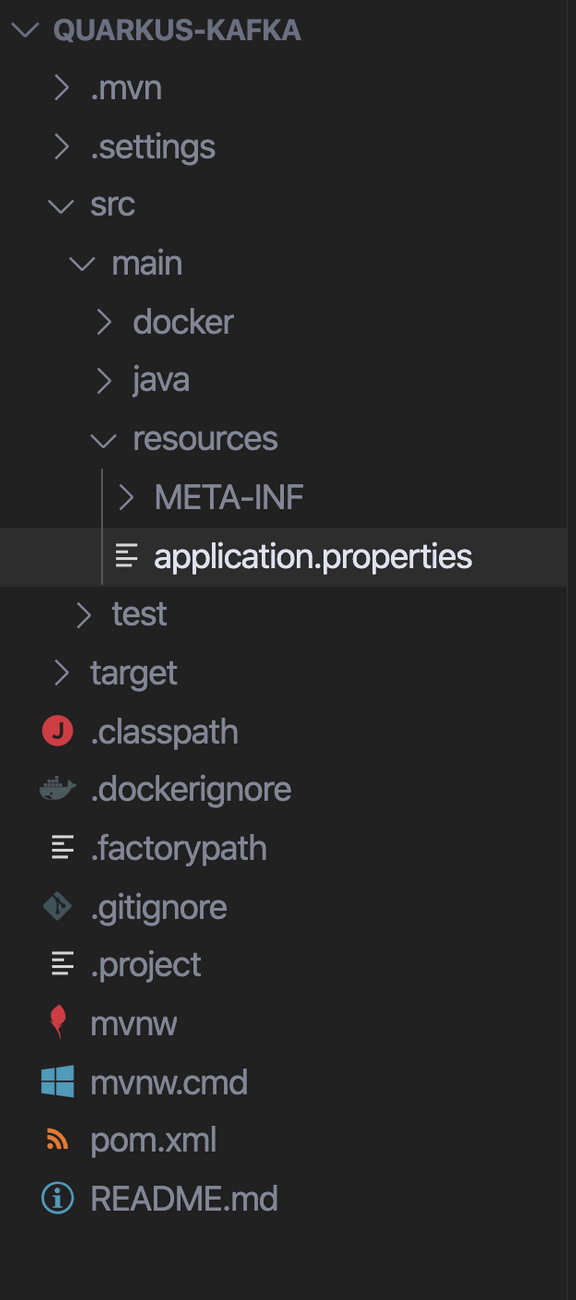 QUARKUS-KAFKA
.mvn
.settings
src
main
docker
java
resources
META-INF
application.properties
test
target
.classpath
.dockerignore
.factorypath
.gitignore
.project
mvnw
mvnw.cmd
pom.xml
README.md